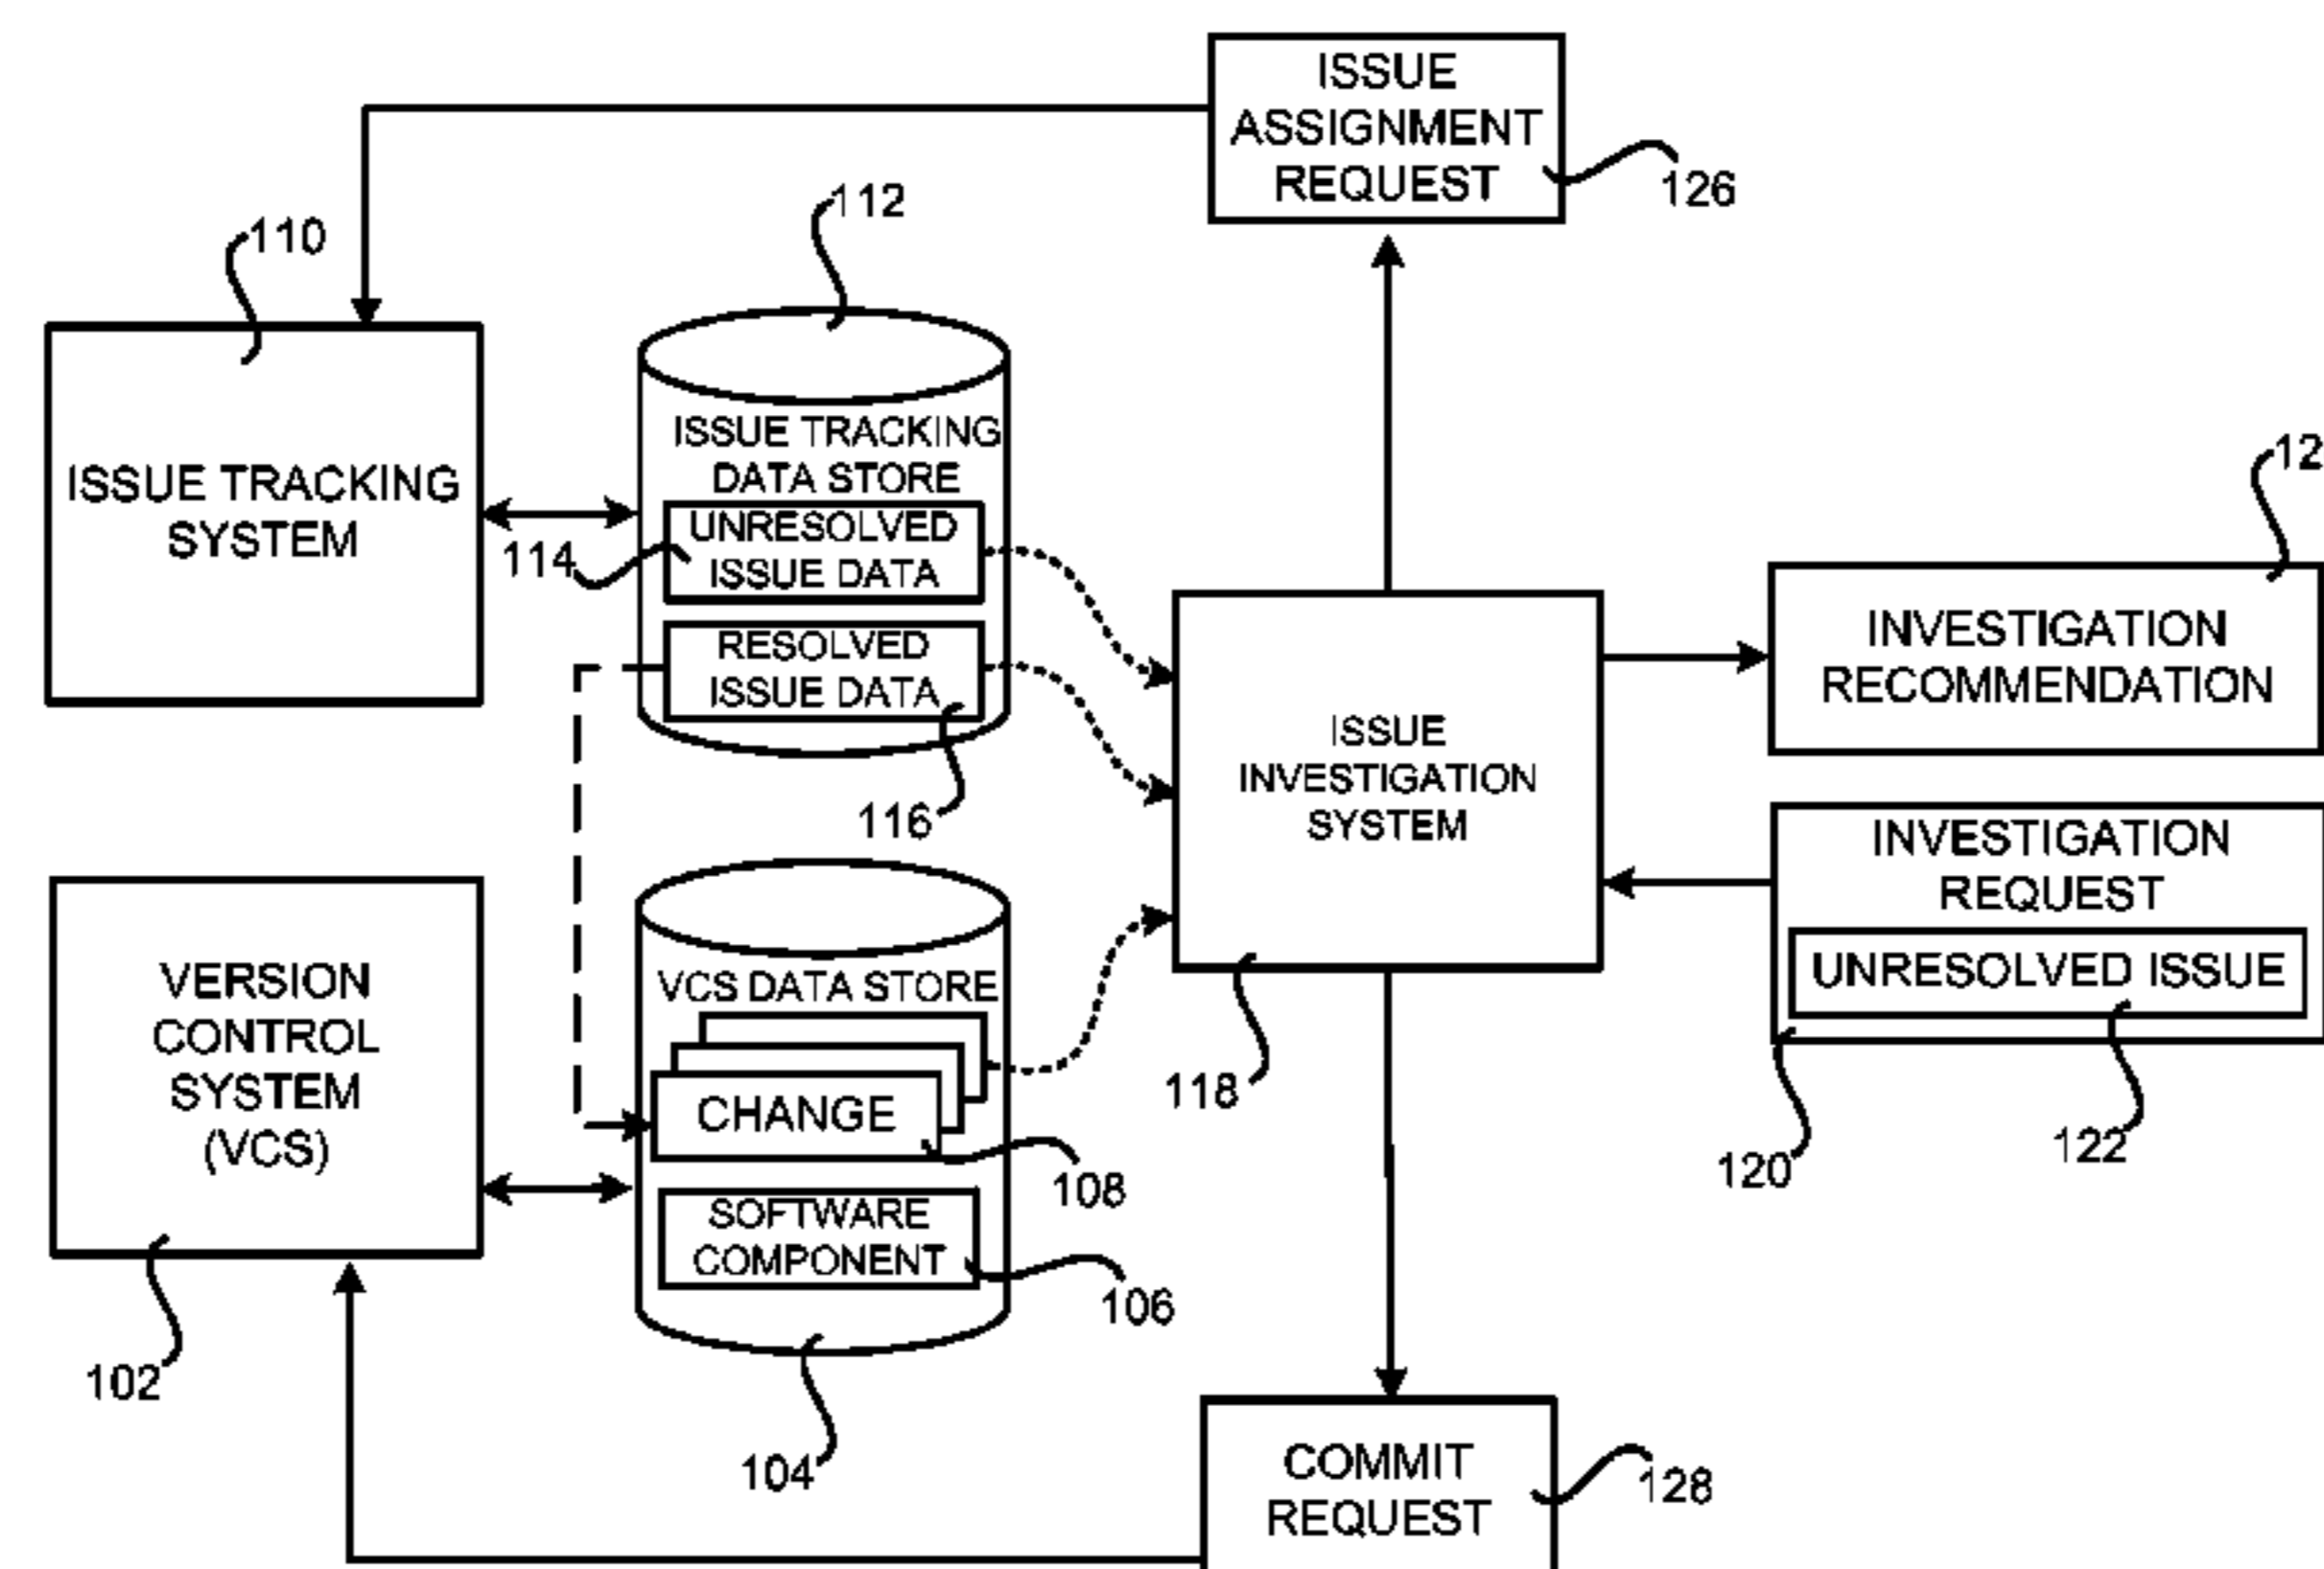 ISSUE
ASSIGNMENT
REQUEST
126
110
112
ISSUE TRACKING
SYSTEM
ISSUE TRACKING
DATA STORE
UNRESOLVED
ISSUE DATA
114
RESOLVED
ISSUE DATA
116
ISSUE
INVESTIGATION
SYSTEM
118
12
INVESTIGATION
RECOMMENDATION
INVESTIGATION
REQUEST
UNRESOLVED ISSUE
120
122
VERSION
CONTROL
SYSTEM
(VCS)
102
VCS DATA STORE
CHANGE
108
SOFTWARE
COMPONENT
106
104
COMMIT
REQUEST
128